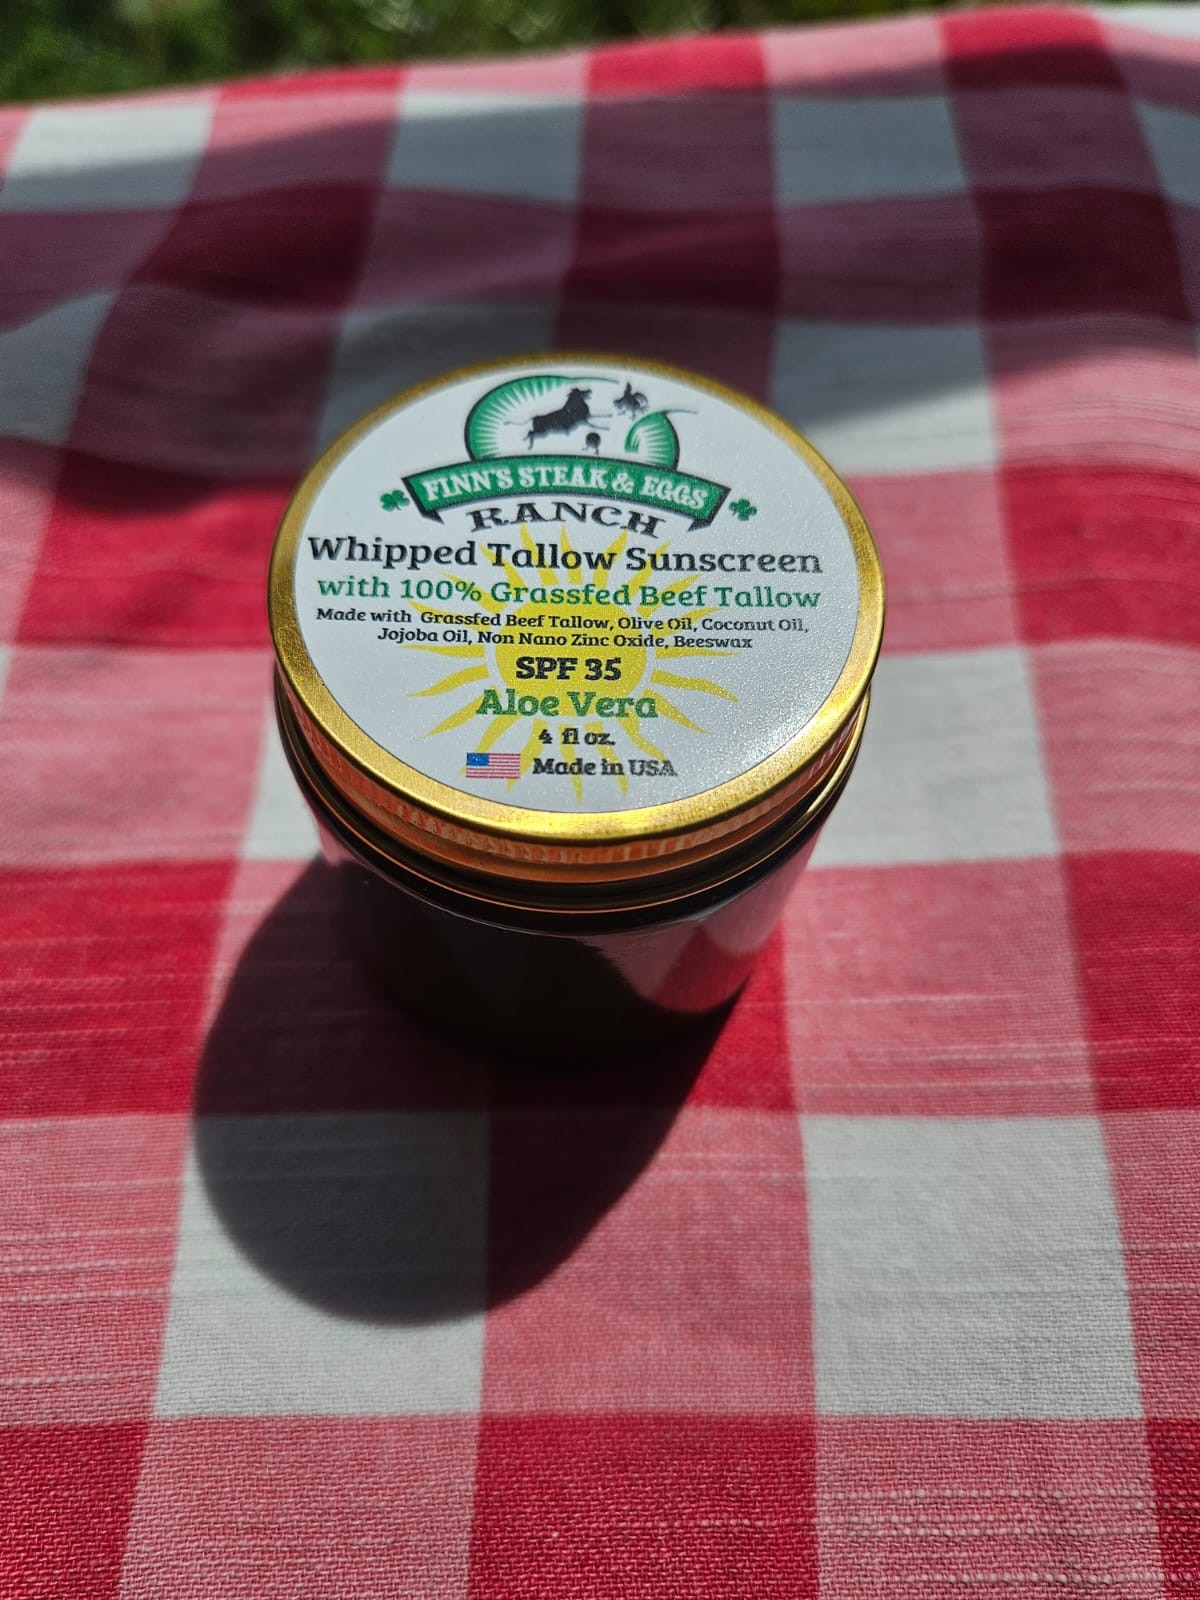 FINN'S STEAK & EGGS
RANCH
Whipped Tallow Sunscreen
with 100% Grassfed Beef Tallow
Made with Grassfed Beef Tallow, Olive Oil, Coconut Oil,
Jojoba Oil, Non Nano Zinc Oxide, Beeswax
SPF 35
Aloe Vera
4 fl oz.
Made in USA